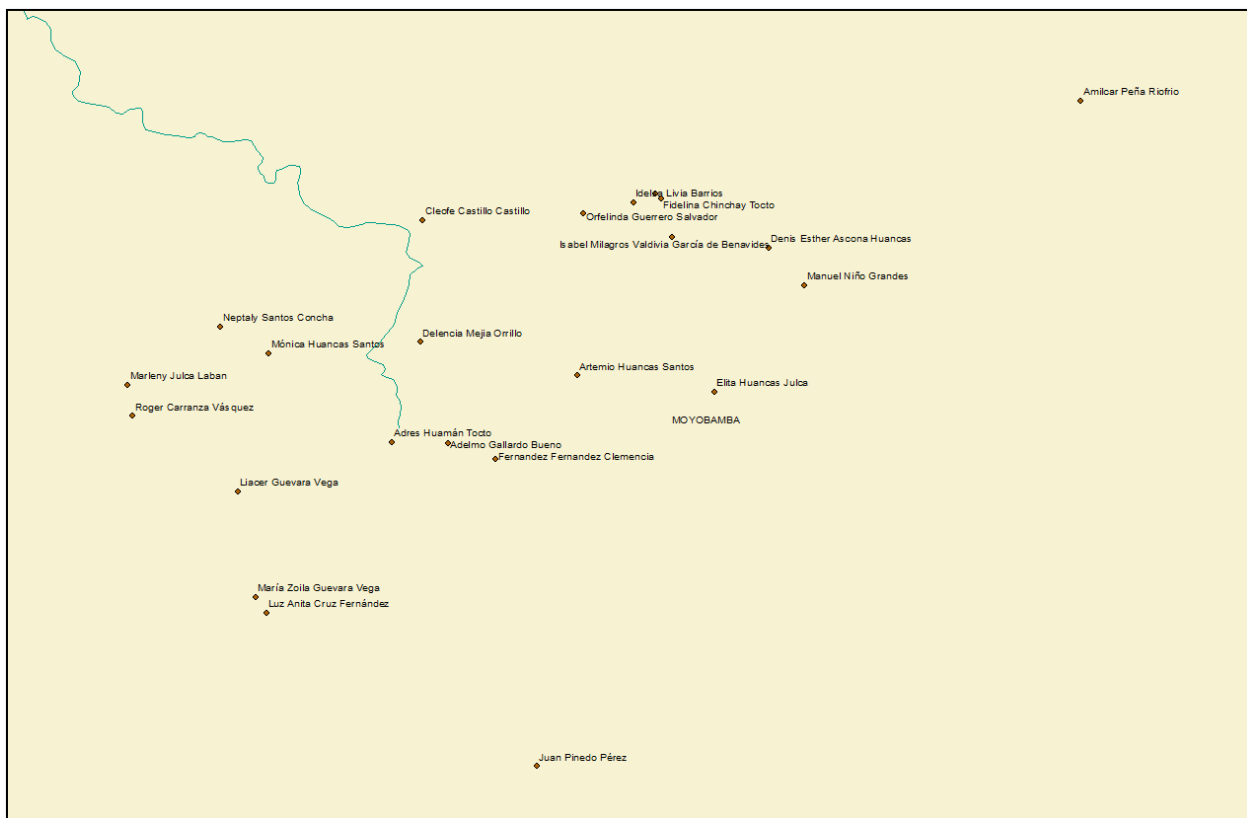 Amilcar Peña Riofrio
Idelsa Livia Barrios
Fidelina Chinchay Tocto
Cleofe Castillo Castillo
Orfelinda Guerrero Salvador
Denis Esther Ascona Huancas
Isabel Milagros Valdivia García de Benavides
Manuel Niño Grandes
Neptaly Santos Concha
Delencia Mejia Orrillo
Mónica Huancas Santos
Artemio Huancas Santos
Marleny Julca Laban
Elita Huancas Julca
Roger Carranza Vásquez
MOYOBAMBA
Adres Huamán Tocto
Adelmo Gallardo Bueno
Fernandez Fernandez Clemencia
Liacer Guevara Vega
María Zoila Guevara Vega
Luz Anita Cruz Fernández
Juan Pinedo Pérez